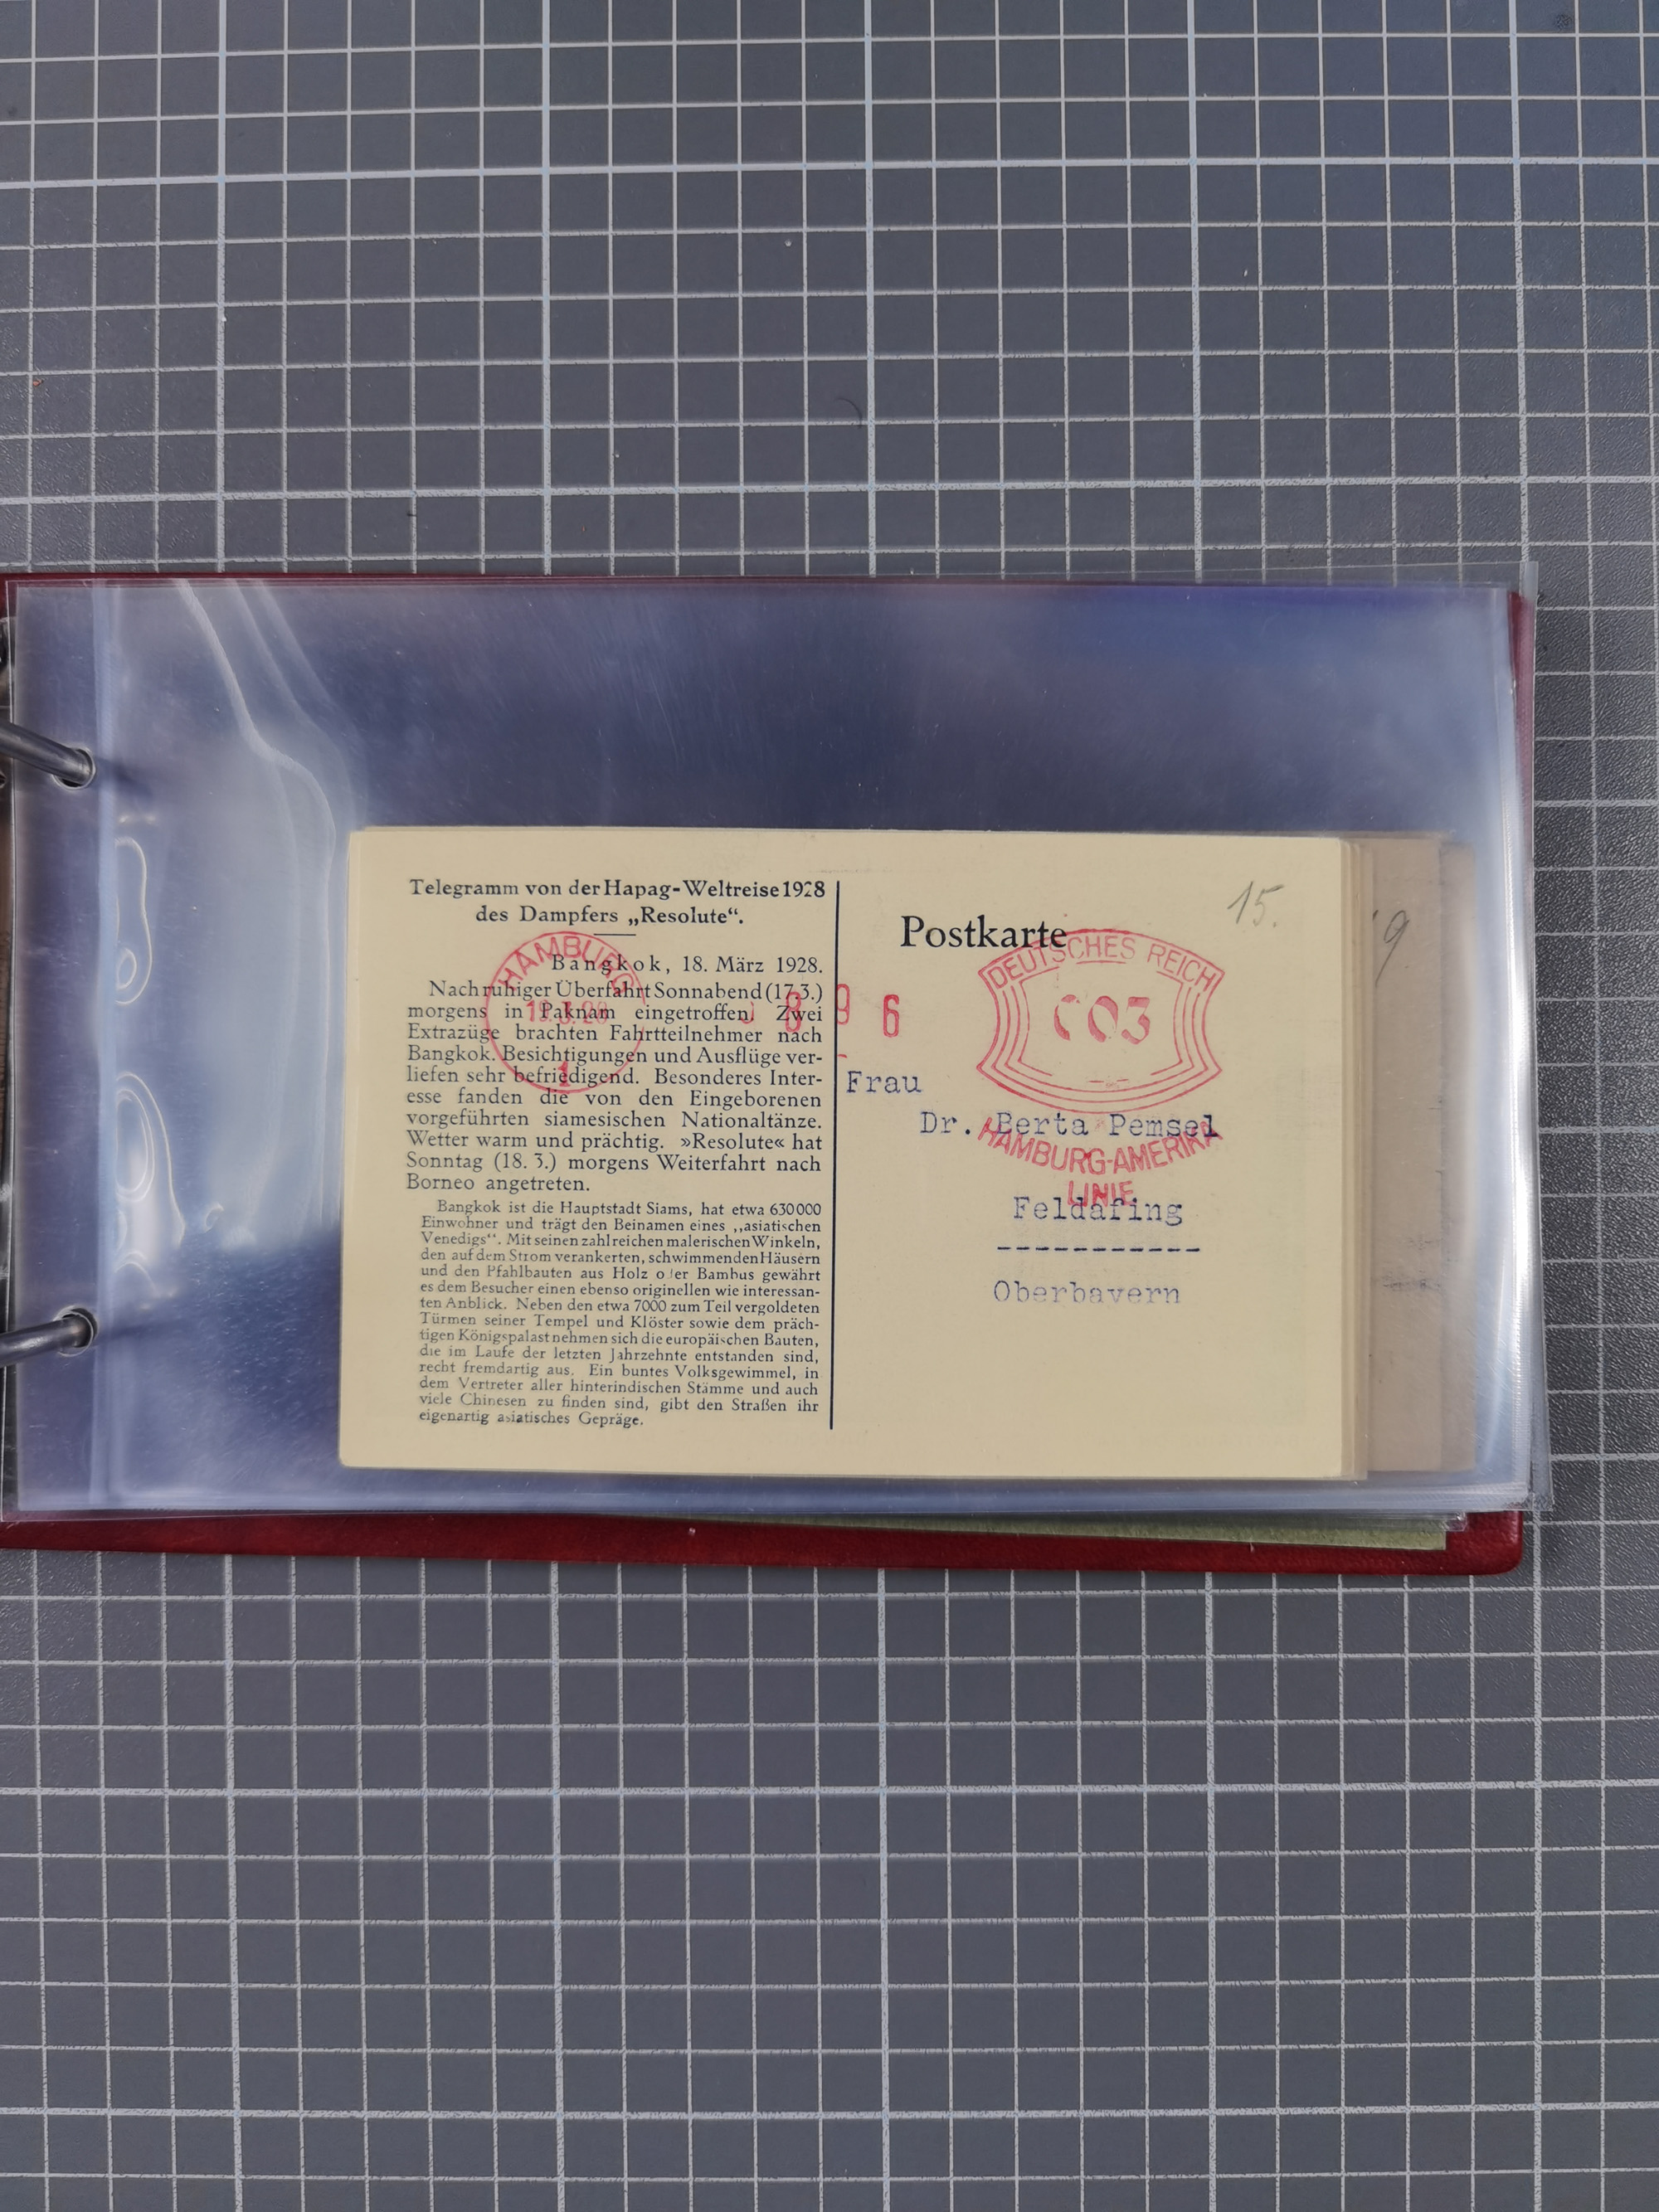 Telegramm von der Hapag-Weltreise 1928
des Dampfers „Resolute“.
Bangkok, 18. März 1928.
Nach ruhiger Überfahrt Sonnabend (17.3.)
morgens in Paknam eingetroffen. Zwei
Extrazüge brachten Fahrtteilnehmer nach
Bangkok. Besichtigungen und Ausflüge ver-
liefen sehr befriedigend. Besonderes Inter-
esse fanden die von den Eingeborenen
vorgeführten siamesischen Nationaltänze.
Wetter warm und prächtig. »Resolute« hat
Sonntag (18. 3.) morgens Weiterfahrt nach
Borneo angetreten.
Bangkok ist die Hauptstadt Siams, hat etwa 630000
Einwohner und trägt den Beinamen eines „asiatischen
Venedigs“. Mit seinen zahlreichen malerischen Winkeln,
den auf dem Strom verankerten, schwimmenden Häusern
und den Pfahlbauten aus Holz oder Bambus gewährt
es dem Besucher einen ebenso originellen wie interessan-
ten Anblick. Neben den etwa 7000 zum Teil vergoldeten
Türmen seiner Tempel und Klöster sowie dem präch-
tigen Königspalast nehmen sich die europäischen Bauten,
die im Laufe der letzten Jahrzehnte entstanden sind,
recht fremdartig aus. Ein buntes Volksgewimmel, in
dem Vertreter aller hinterindischen Stämme und auch
viele Chinesen zu finden sind, gibt den Straßen ihr
eigenartig asiatisches Gepräge.
HAMBURG
1
896
Postkarte
15.
9
DEUTSCHES REICH
003
HAMBURG-AMERIKA
LINIE
Frau
Dr. Berta Pemsel
Feldafing
-----------
Oberbayern